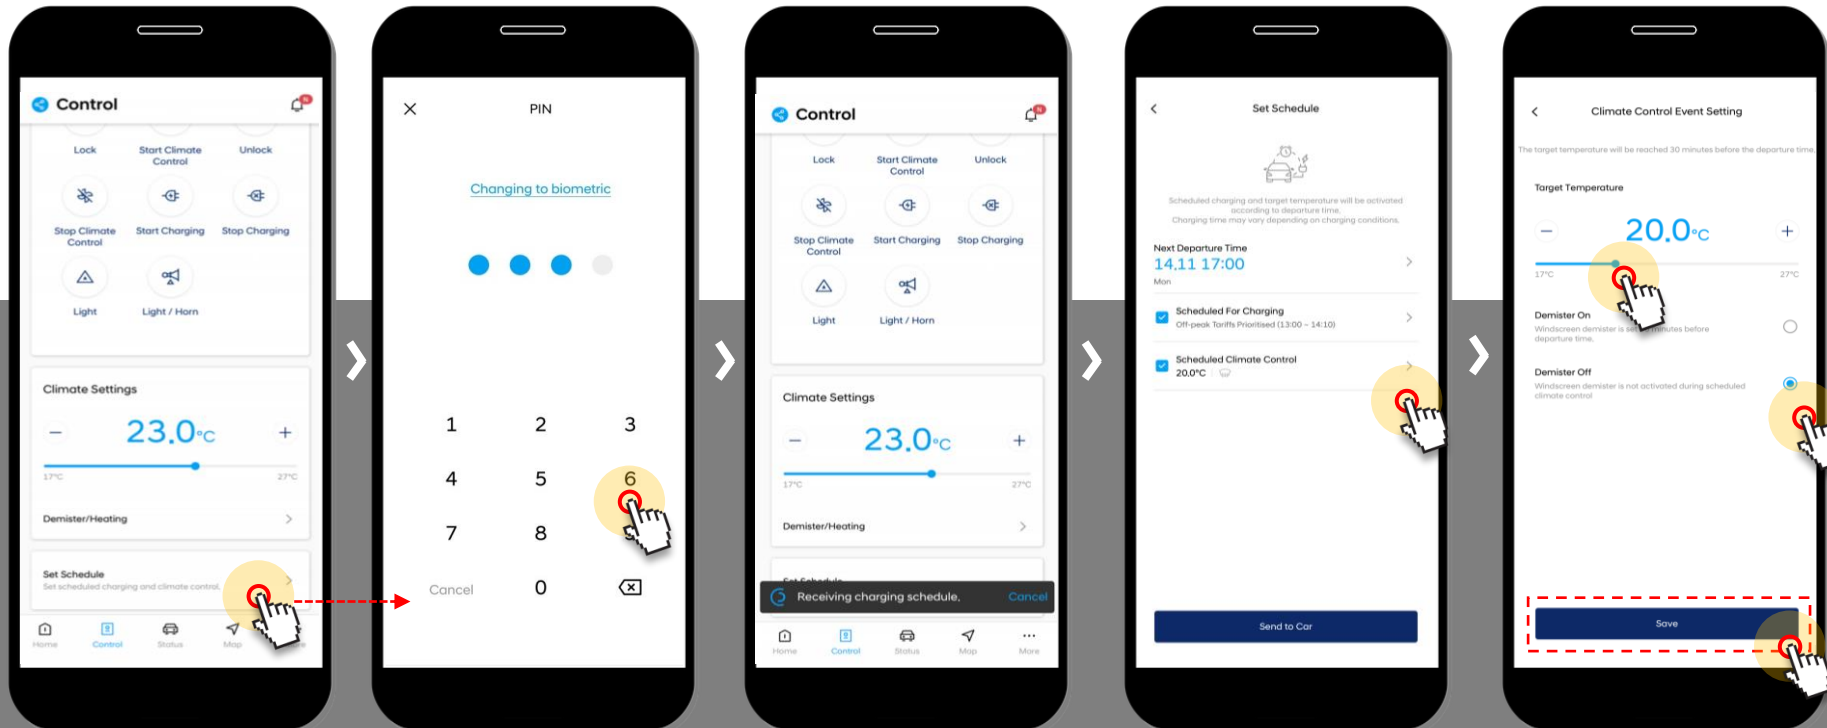 Control
N
Lock
Start Climate
Control
Unlock
Stop Climate
Control
Start Charging
Stop Charging
Light
Light / Horn
Climate Settings
23.0°C
17°C
27°C
Demister/Heating
Set Schedule
Set scheduled charging and climate control.
Home
Control
Status
Map
PIN
Changing to biometric
1 2 3
4 5 6
7 8
Cancel 0
Control
N
Lock
Start Climate
Control
Unlock
Stop Climate
Control
Start Charging
Stop Charging
Light
Light / Horn
Climate Settings
23.0°C
17°C
27°C
Demister/Heating
Set Schedule
Receiving charging schedule.
Cancel
Home
Control
Status
Map
More
Set Schedule
Scheduled charging and target temperature will be activated
according to departure time.
Charging time may vary depending on charging conditions.
Next Departure Time
14.11 17:00
Mon
Scheduled For Charging
Off-peak Tariffs Prioritised (13:00 – 14:10)
Scheduled Climate Control
20.0°C
Send to Car
Climate Control Event Setting
The target temperature will be reached 30 minutes before the departure time.
Target Temperature
20.0°C
17°C
27°C
Demister On
Windscreen demister is set minutes before
departure time.
Demister Off
Windscreen demister is not activated during scheduled
climate control
Save